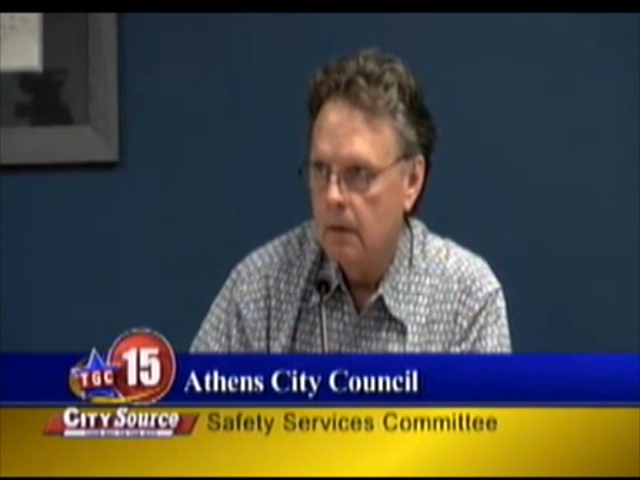 TGC 15
Athens City Council
CITY SOURCE
Safety Services Committee